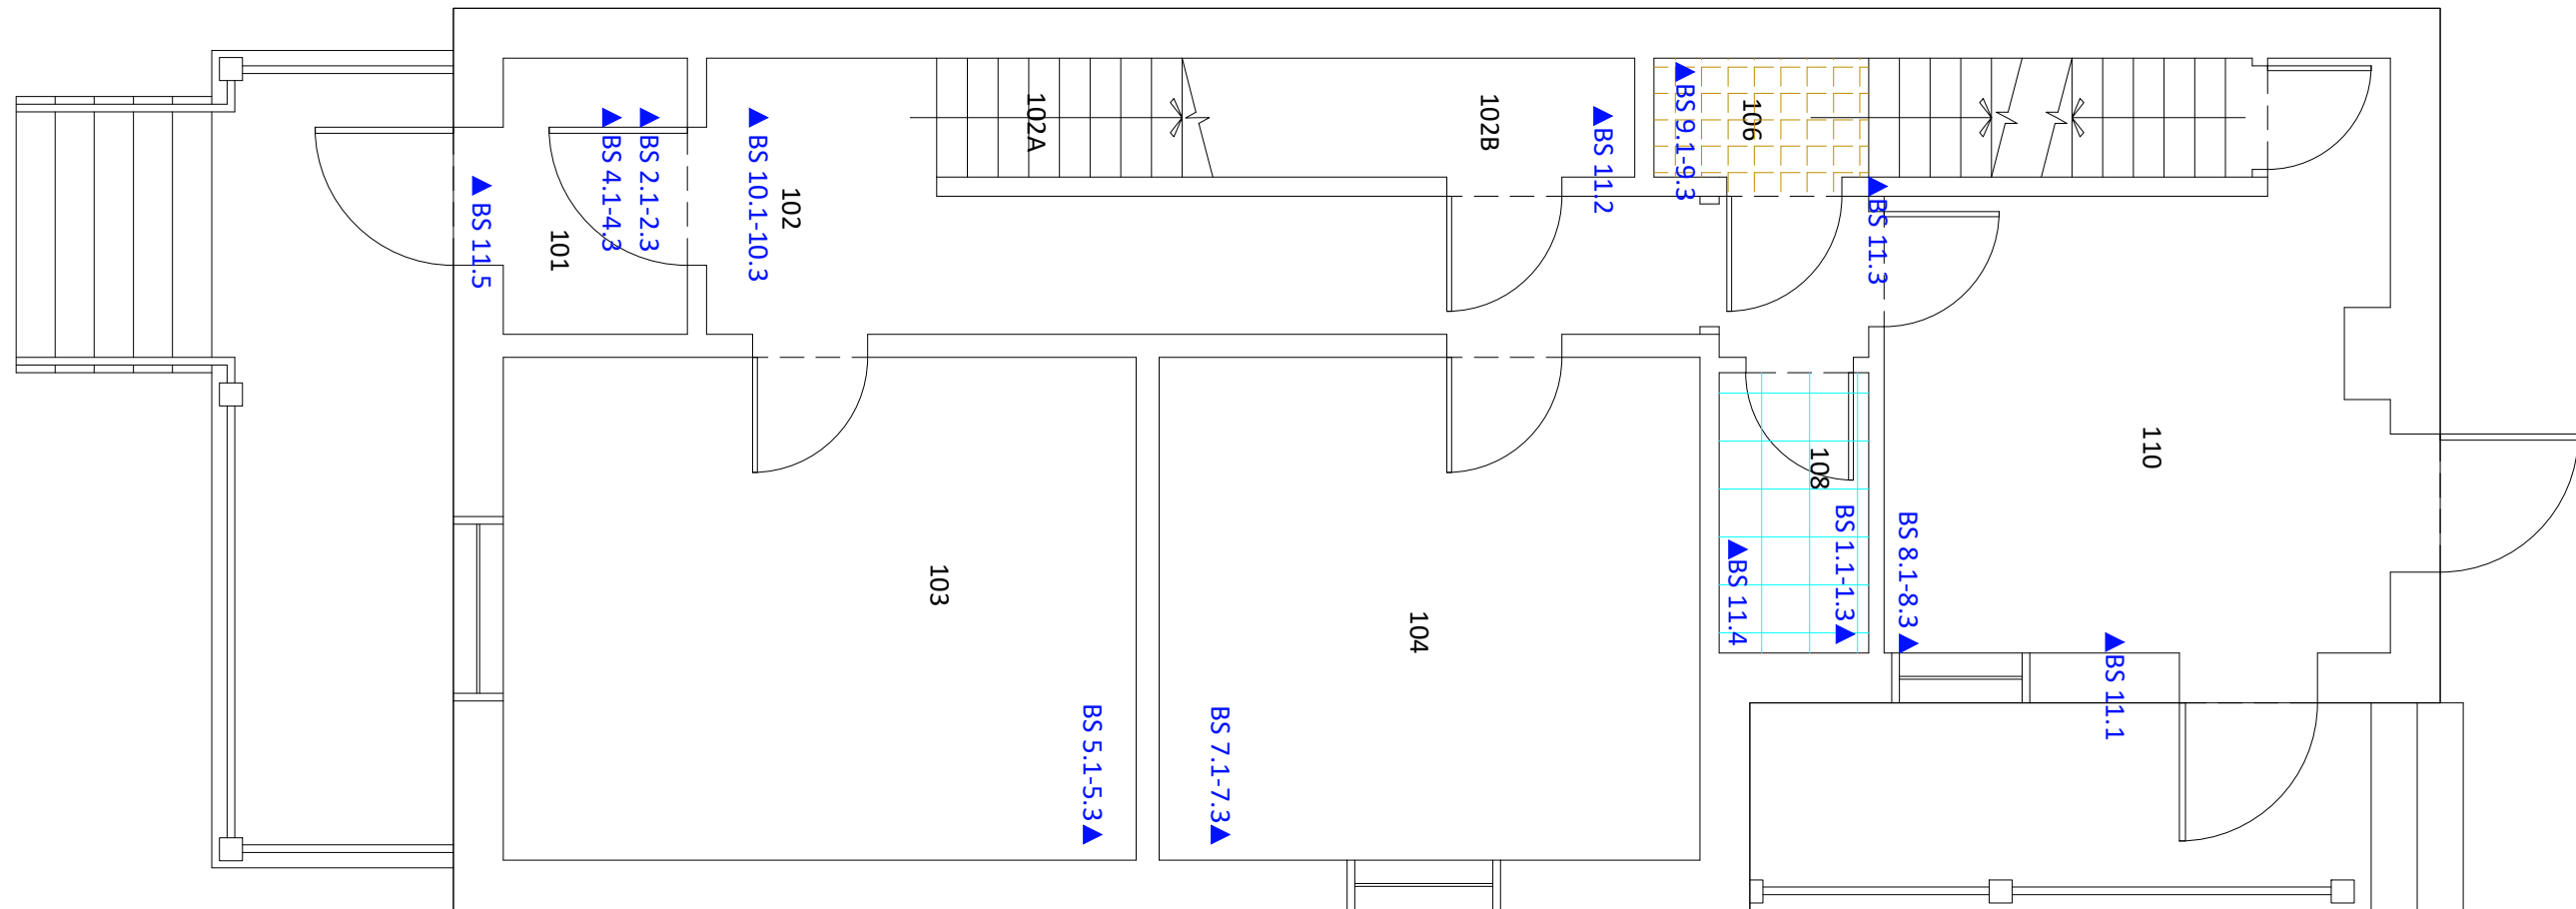 BS 11.5
101
BS 4.1-4.3
BS 2.1-2.3
BS 10.1-10.3
102
102A
102B
BS 11.2
BS 9.1-9.3
106
BS 11.3
103
BS 5.1-5.3
BS 7.1-7.3
104
108
BS 11.4
BS 1.1-1.3
BS 8.1-8.3
110
BS 11.1